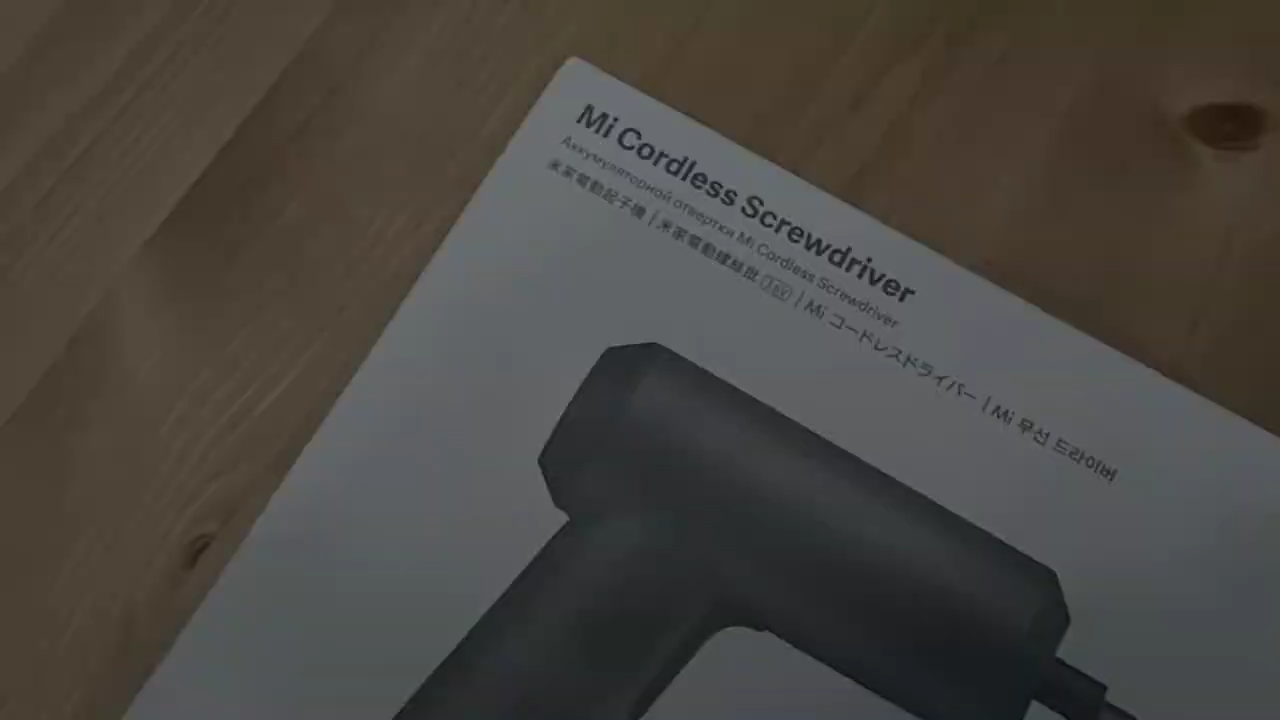 Mi Cordless Screwdriver
Аккумуляторной отвертки Mi Cordless Screwdriver
米家電動起子機 | 米家電動螺絲批 | Mi コードレスドライバー | Mi 무선 드라이버